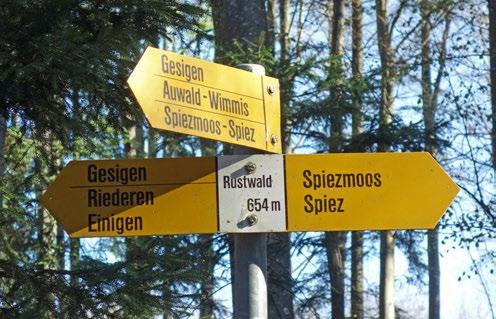 Gesigen
Auwald-Wimmis
Spiezmoos-Spiez
Gesigen
Riederen
Einigen
Rustwald
654 m
Spiezmoos
Spiez